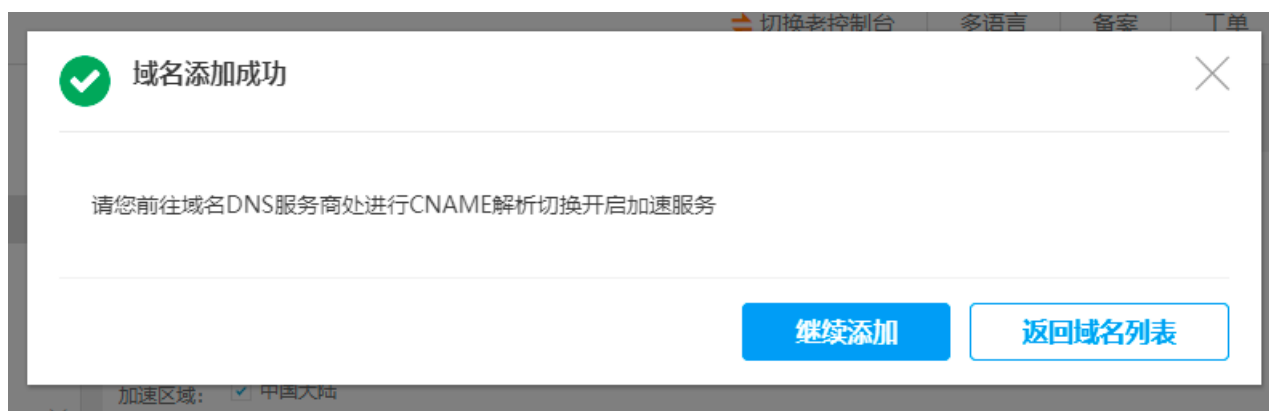 切换老控制台 多语言 备案 工单
域名添加成功
请您前往域名DNS服务商处进行CNAME解析切换开启加速服务
继续添加 返回域名列表
加速区域: 中国大陆